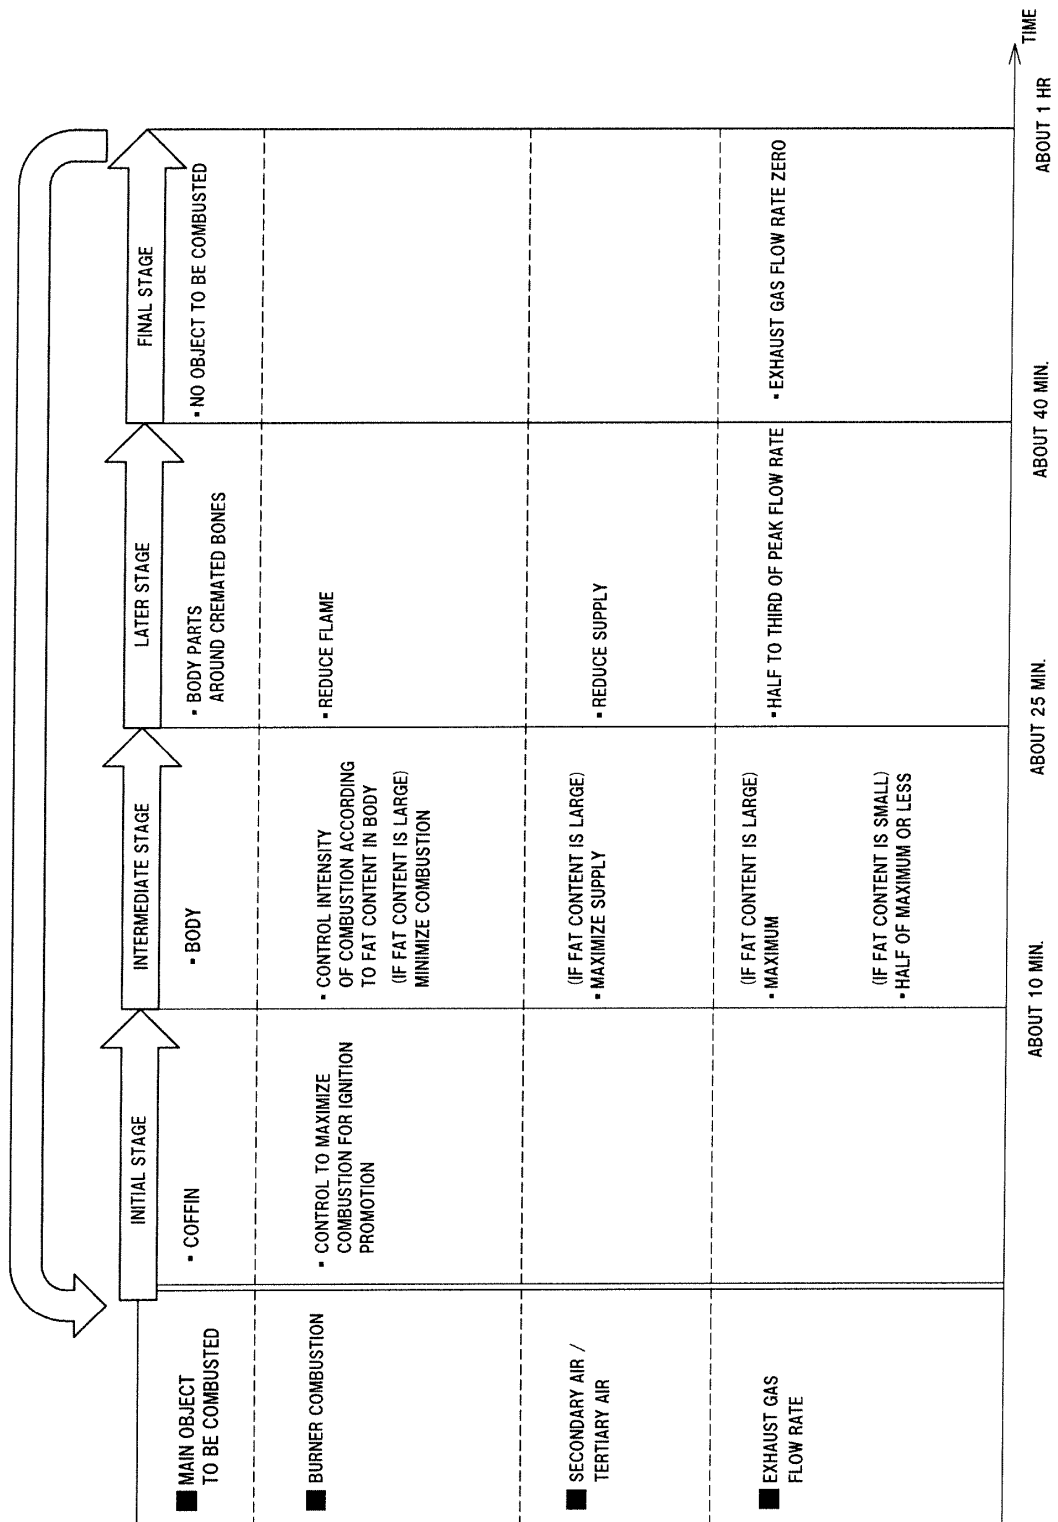 INITIAL STAGE
INTERMEDIATE STAGE
LATER STAGE
FINAL STAGE
■ MAIN OBJECT
TO BE COMBUSTED
▪ COFFIN
▪ BODY
▪ BODY PARTS
AROUND CREMATED BONES
▪ NO OBJECT TO BE COMBUSTED
■ BURNER COMBUSTION
▪ CONTROL TO MAXIMIZE
COMBUSTION FOR IGNITION
PROMOTION
▪ CONTROL INTENSITY
OF COMBUSTION ACCORDING
TO FAT CONTENT IN BODY
(IF FAT CONTENT IS LARGE)
MINIMIZE COMBUSTION
▪ REDUCE FLAME
■ SECONDARY AIR /
TERTIARY AIR
(IF FAT CONTENT IS LARGE)
▪ MAXIMIZE SUPPLY
▪ REDUCE SUPPLY
■ EXHAUST GAS
FLOW RATE
(IF FAT CONTENT IS LARGE)
▪ MAXIMUM
(IF FAT CONTENT IS SMALL)
▪ HALF OF MAXIMUM OR LESS
▪ HALF TO THIRD OF PEAK FLOW RATE
▪ EXHAUST GAS FLOW RATE ZERO
ABOUT 10 MIN.
ABOUT 25 MIN.
ABOUT 40 MIN.
ABOUT 1 HR
TIME